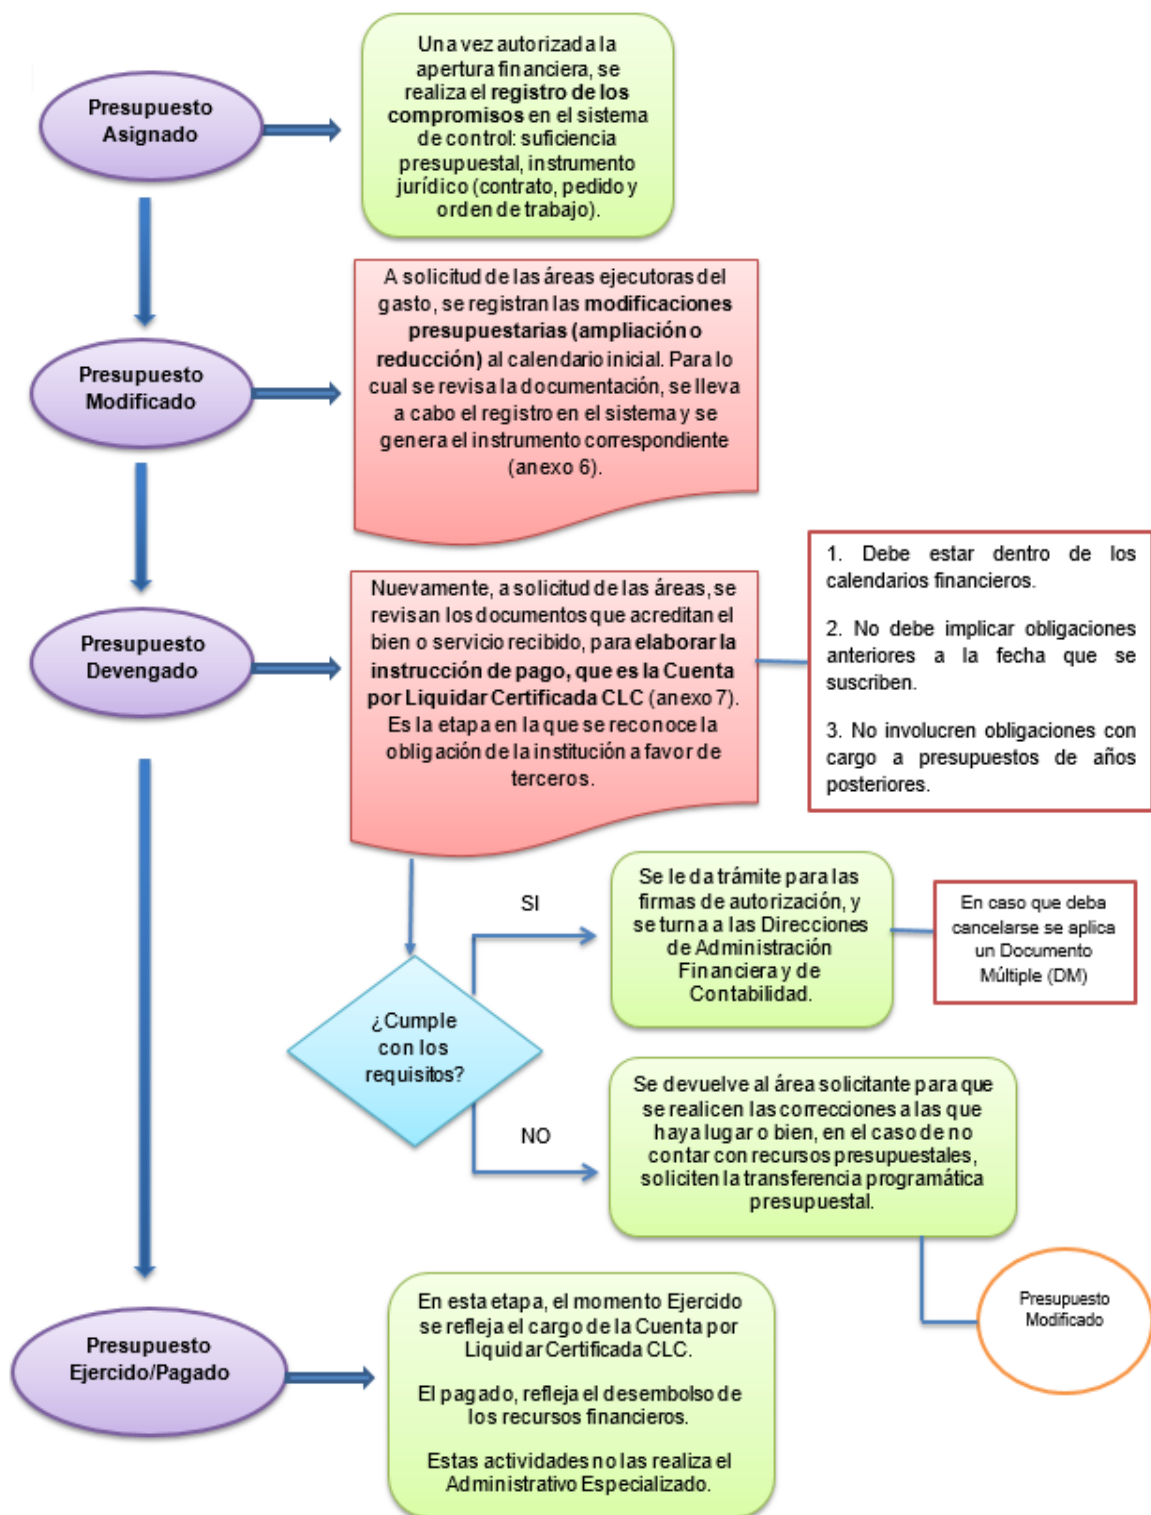 Presupuesto
Asignado
Una vez autorizada la
apertura financiera, se
realiza el registro de los
compromisos en el sistema
de control: suficiencia
presupuestal, instrumento
jurídico (contrato, pedido y
orden de trabajo).
Presupuesto
Modificado
A solicitud de las áreas ejecutoras del
gasto, se registran las modificaciones
presupuestarias (ampliación o
reducción) al calendario inicial. Para lo
cual se revisa la documentación, se lleva
a cabo el registro en el sistema y se
genera el instrumento correspondiente
(anexo 6).
Presupuesto
Devengado
Nuevamente, a solicitud de las áreas, se
revisan los documentos que acreditan el
bien o servicio recibido, para elaborar la
instrucción de pago, que es la Cuenta
por Liquidar Certificada CLC (anexo 7).
Es la etapa en la que se reconoce la
obligación de la institución a favor de
terceros.
1. Debe estar dentro de los
calendarios financieros.
2. No debe implicar obligaciones
anteriores a la fecha que se
suscriben.
3. No involucren obligaciones con
cargo a presupuestos de años
posteriores.
¿Cumple
con los
requisitos?
SI
Se le da trámite para las
firmas de autorización, y
se turna a las Direcciones
de Administración
Financiera y de
Contabilidad.
En caso que deba
cancelarse se aplica
un Documento
Múltiple (DM)
NO
Se devuelve al área solicitante para que
se realicen las correcciones a las que
haya lugar o bien, en el caso de no
contar con recursos presupuestales,
soliciten la transferencia programática
presupuestal.
Presupuesto
Modificado
Presupuesto
Ejercido/Pagado
En esta etapa, el momento Ejercido
se refleja el cargo de la Cuenta por
Liquidar Certificada CLC.
El pagado, refleja el desembolso de
los recursos financieros.
Estas actividades no las realiza el
Administrativo Especializado.